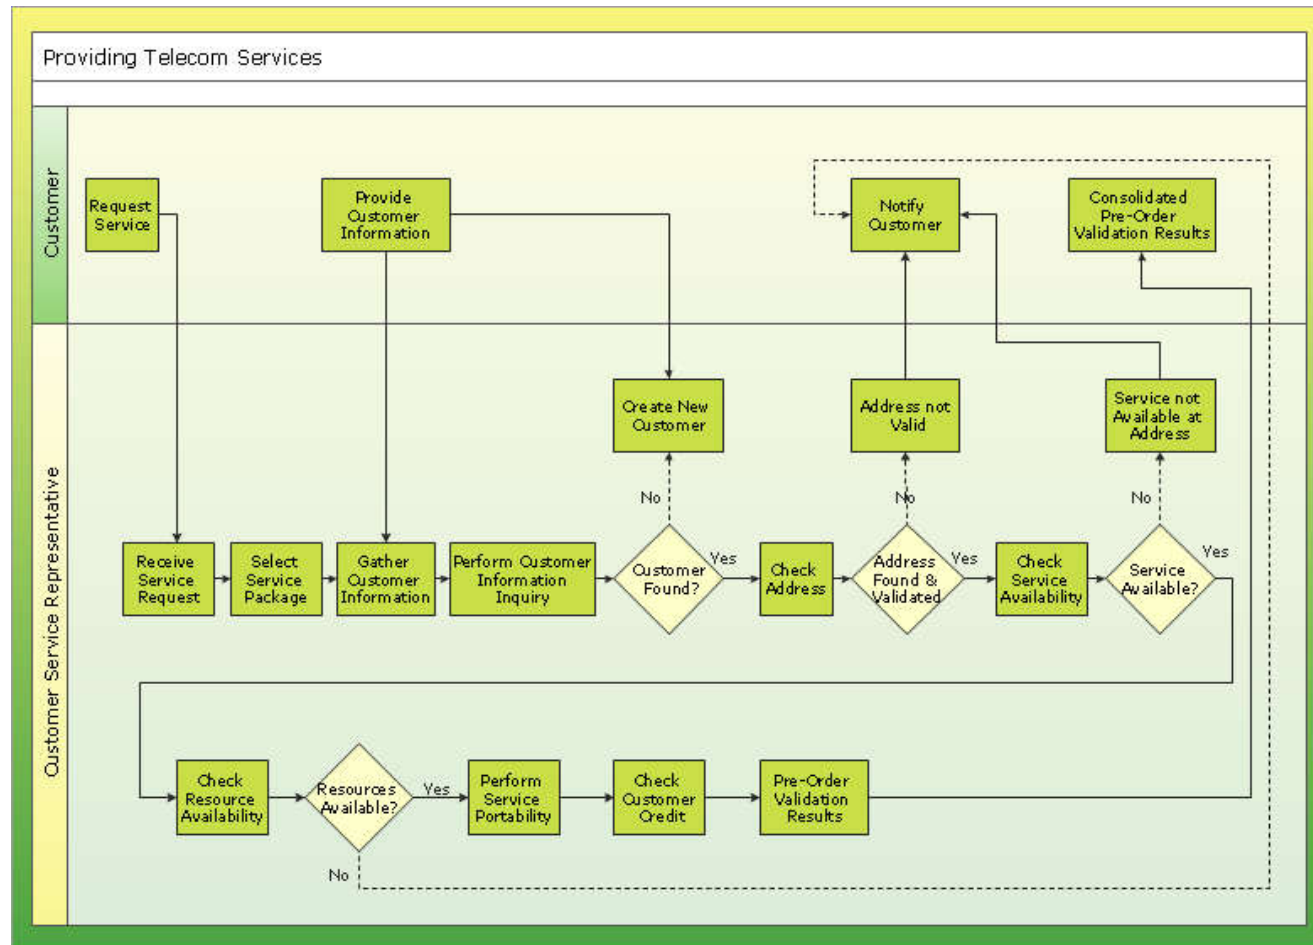 Providing Telecom Services
Customer
Request
Service
Provide
Customer
Information
Notify
Customer
Consolidated
Pre-Order
Validation Results
Customer Service Representative
Create New
Customer
Address not
Valid
Service not
Available at
Address
No
No
No
Receive
Service
Request
Select
Service
Package
Gather
Customer
Information
Perform Customer
Information
Inquiry
Customer
Found?
Yes
Check
Address
Address
Found &
Validated
Yes
Check
Service
Availability
Service
Available?
Yes
Check
Resource
Availability
Resources
Available?
Yes
Perform
Service
Portability
Check
Customer
Credit
Pre-Order
Validation
Results
No